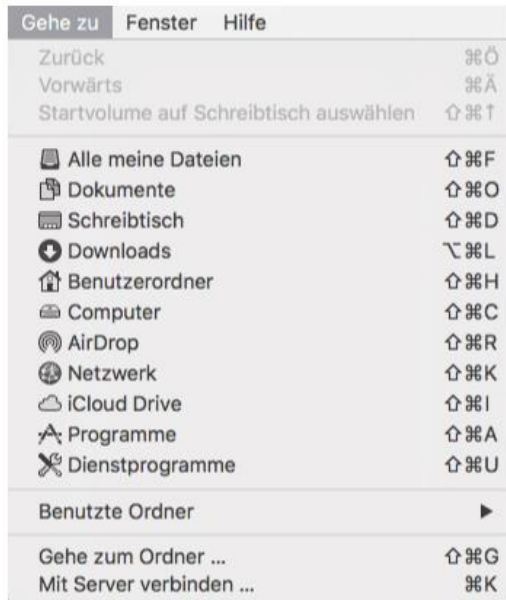 Gehe zu Fenster Hilfe
Zurück ⌘Ö
Vorwärts ⌘Ä
Startvolume auf Schreibtisch auswählen ⇧⌘↑
Alle meine Dateien ⇧⌘F
Dokumente ⇧⌘O
Schreibtisch ⇧⌘D
Downloads ⌥⌘L
Benutzerordner ⇧⌘H
Computer ⇧⌘C
AirDrop ⇧⌘R
Netzwerk ⇧⌘K
iCloud Drive ⇧⌘I
Programme ⇧⌘A
Dienstprogramme ⇧⌘U
Benutzte Ordner ▶
Gehe zum Ordner ... ⇧⌘G
Mit Server verbinden ... ⌘K